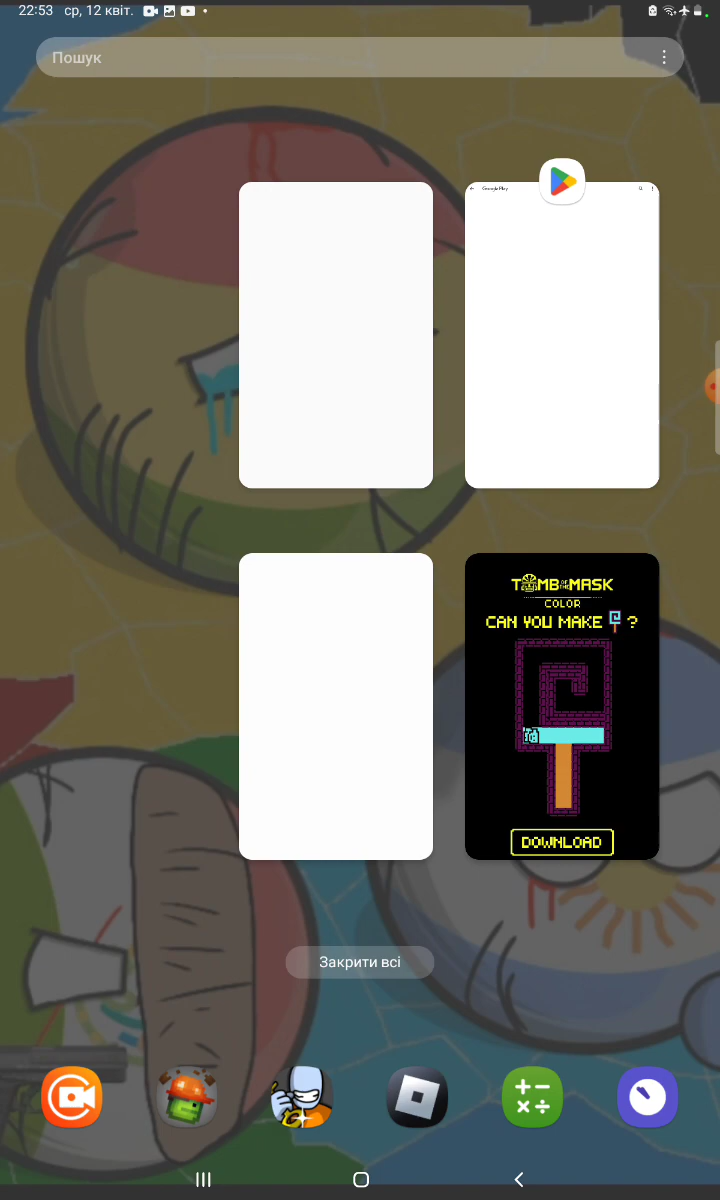 22:53 ср, 12 квіт.
Пошук
Google Play
TOMB OF THE MASK
COLOR
CAN YOU MAKE ?
DOWNLOAD
Закрити всі